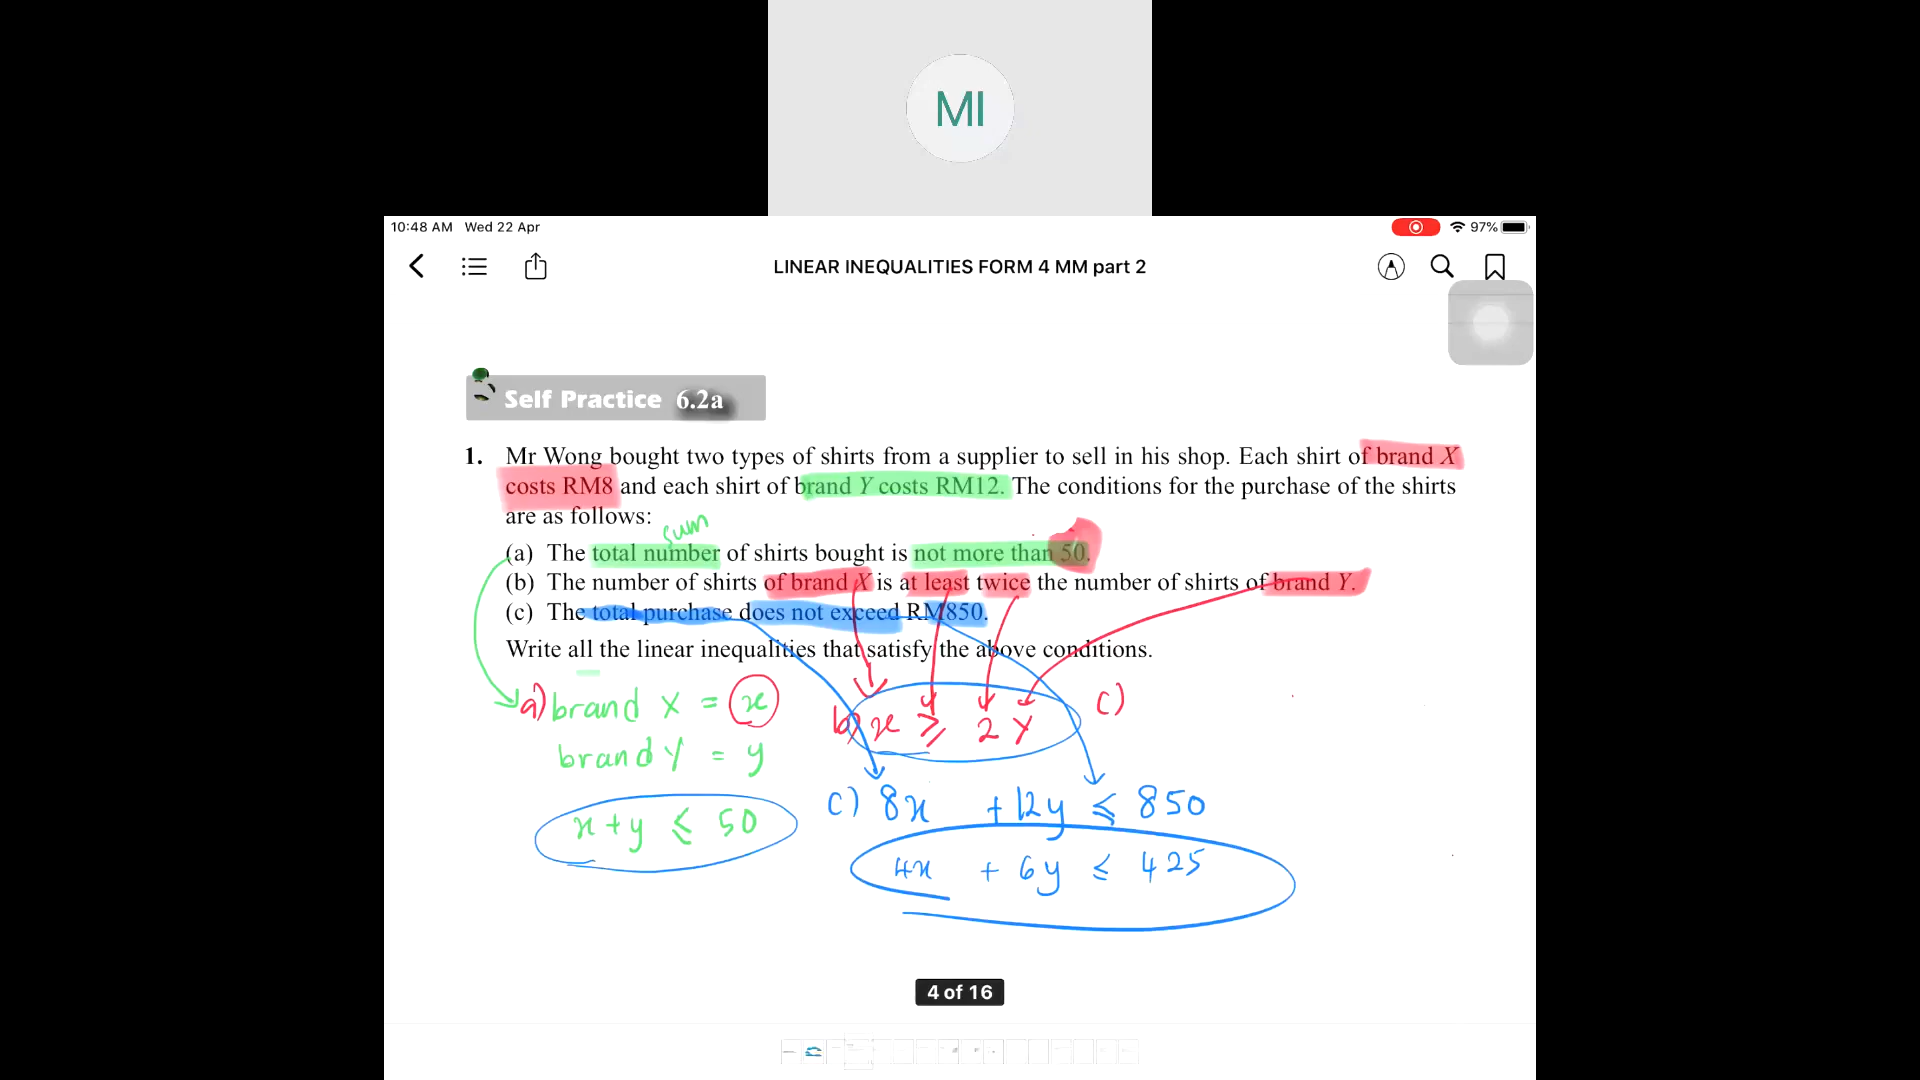 MI
10:48 AM Wed 22 Apr
97%
LINEAR INEQUALITIES FORM 4 MM part 2
Self Practice 6.2a
1. Mr Wong bought two types of shirts from a supplier to sell in his shop. Each shirt of brand X
costs RM8 and each shirt of brand Y costs RM12. The conditions for the purchase of the shirts
are as follows:
sum
(a) The total number of shirts bought is not more than 50.
(b) The number of shirts of brand X is at least twice the number of shirts of brand Y.
(c) The total purchase does not exceed RM850.
Write all the linear inequalities that satisfy the above conditions.
a) brand X = x
brand Y = y
x + y ≤ 50
b) x ≥ 2 y
c)
c) 8x + 12y ≤ 850
4x + 6y ≤ 425
4 of 16